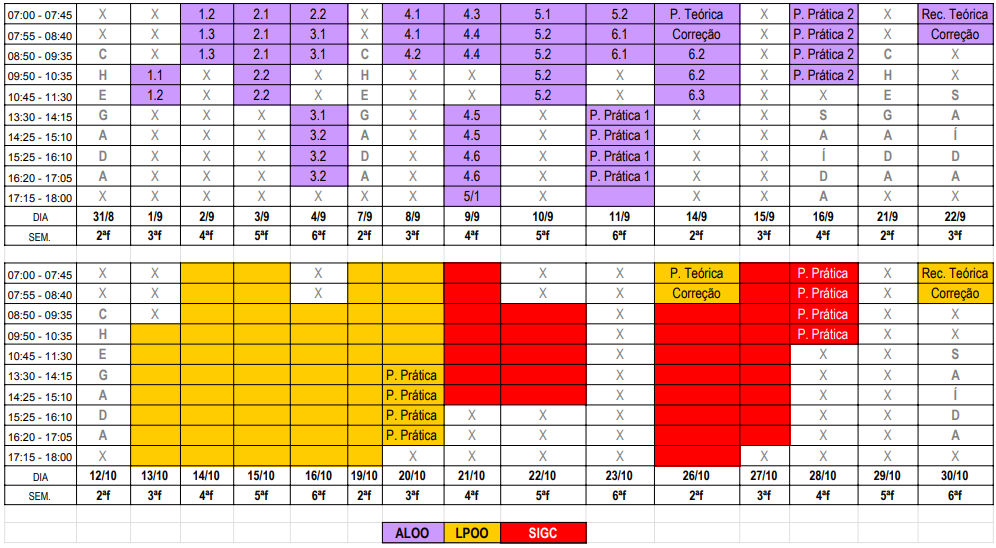 07:00 - 07:45 X X 1.2 2.1 2.2 X 4.1 4.3 5.1 5.2 P. Teórica X P. Prática 2 X Rec. Teórica
07:55 - 08:40 X X 1.3 2.1 3.1 X 4.1 4.4 5.2 6.1 Correção X P. Prática 2 X Correção
08:50 - 09:35 C X 1.3 2.1 3.1 C 4.2 4.4 5.2 6.1 6.2 X P. Prática 2 C X
09:50 - 10:35 H 1.1 X 2.2 X H X X 5.2 X 6.2 X P. Prática 2 H X
10:45 - 11:30 E 1.2 X 2.2 X E X X 5.2 X 6.3 X X E S
13:30 - 14:15 G X X X 3.1 G X 4.5 X P. Prática 1 X X S G A
14:25 - 15:10 A X X X 3.2 A X 4.5 X P. Prática 1 X X A A Í
15:25 - 16:10 D X X X 3.2 D X 4.6 X P. Prática 1 X X Í D D
16:20 - 17:05 A X X X 3.2 A X 4.6 X P. Prática 1 X X D A A
17:15 - 18:00 X X X X X X X 5/1 X X X A X X
DIA 31/8 1/9 2/9 3/9 4/9 7/9 8/9 9/9 10/9 11/9 14/9 15/9 16/9 21/9 22/9
SEM. 2ªf 3ªf 4ªf 5ªf 6ªf 2ªf 3ªf 4ªf 5ªf 6ªf 2ªf 3ªf 4ªf 2ªf 3ªf
07:00 - 07:45 X X X X X P. Teórica P. Prática X Rec. Teórica
07:55 - 08:40 X X X X X Correção P. Prática X Correção
08:50 - 09:35 C X X P. Prática X X
09:50 - 10:35 H X P. Prática X X
10:45 - 11:30 E X X X S
13:30 - 14:15 G P. Prática X X X A
14:25 - 15:10 A P. Prática X X X Í
15:25 - 16:10 D P. Prática X X X X X D
16:20 - 17:05 A P. Prática X X X X X A
17:15 - 18:00 X X X X X X X X X
DIA 12/10 13/10 14/10 15/10 16/10 19/10 20/10 21/10 22/10 23/10 26/10 27/10 28/10 29/10 30/10
SEM. 2ªf 3ªf 4ªf 5ªf 6ªf 2ªf 3ªf 4ªf 5ªf 6ªf 2ªf 3ªf 4ªf 5ªf 6ªf
ALOO LPOO SIGC